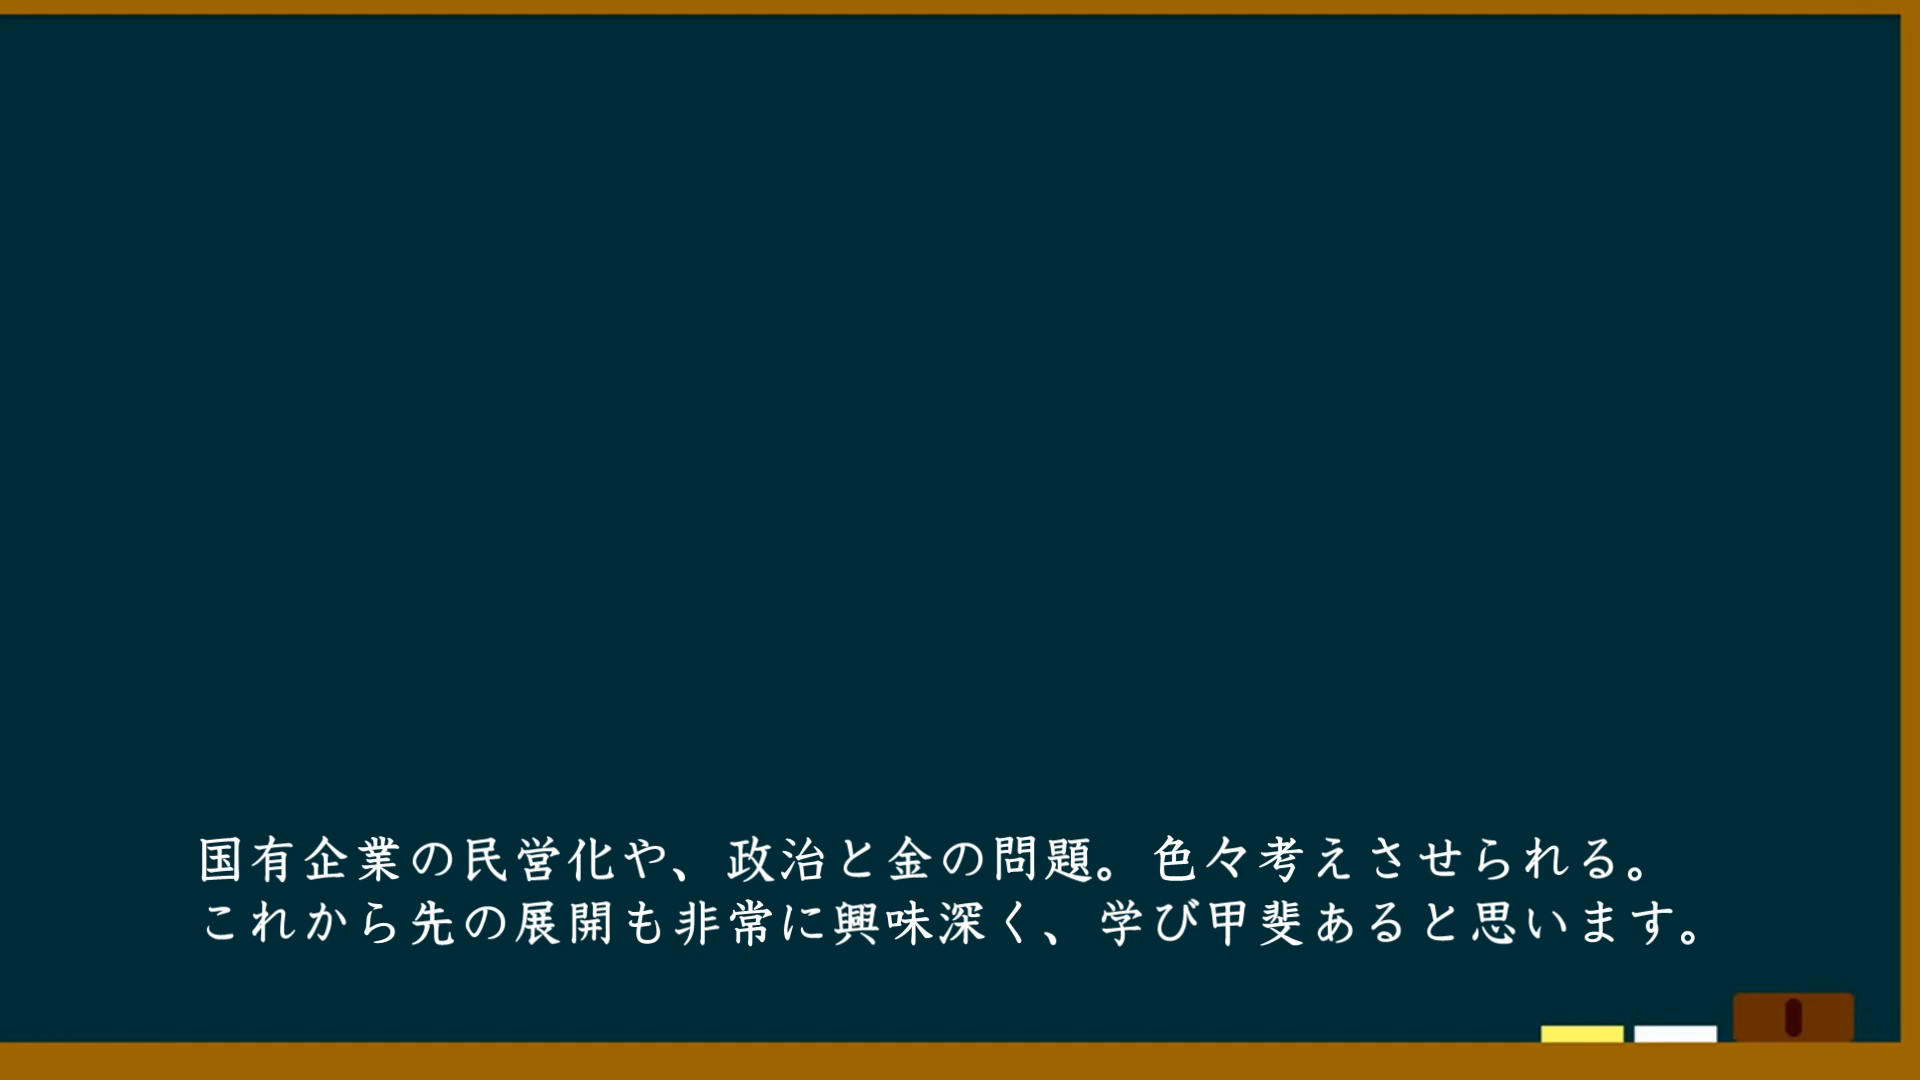 国有企業の民営化や、政治と金の問題。色々考えさせられる。
これから先の展開も非常に興味深く、学び甲斐あると思います。